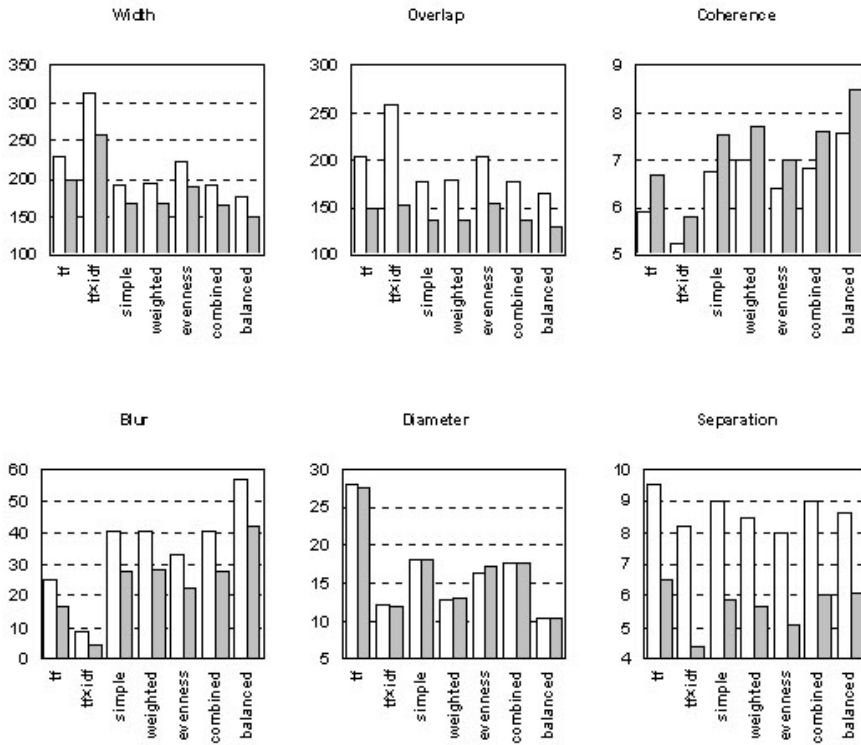 Width
350
300
250
200
150
100
tf
tf×idf
simple
weighted
evenness
combined
balanced
Overlap
300
250
200
150
100
tf
tf×idf
simple
weighted
evenness
combined
balanced
Coherence
9
8
7
6
5
tf
tf×idf
simple
weighted
evenness
combined
balanced
Blur
60
50
40
30
20
10
0
tf
tf×idf
simple
weighted
evenness
combined
balanced
Diameter
30
25
20
15
10
5
tf
tf×idf
simple
weighted
evenness
combined
balanced
Separation
10
9
8
7
6
5
4
tf
tf×idf
simple
weighted
evenness
combined
balanced